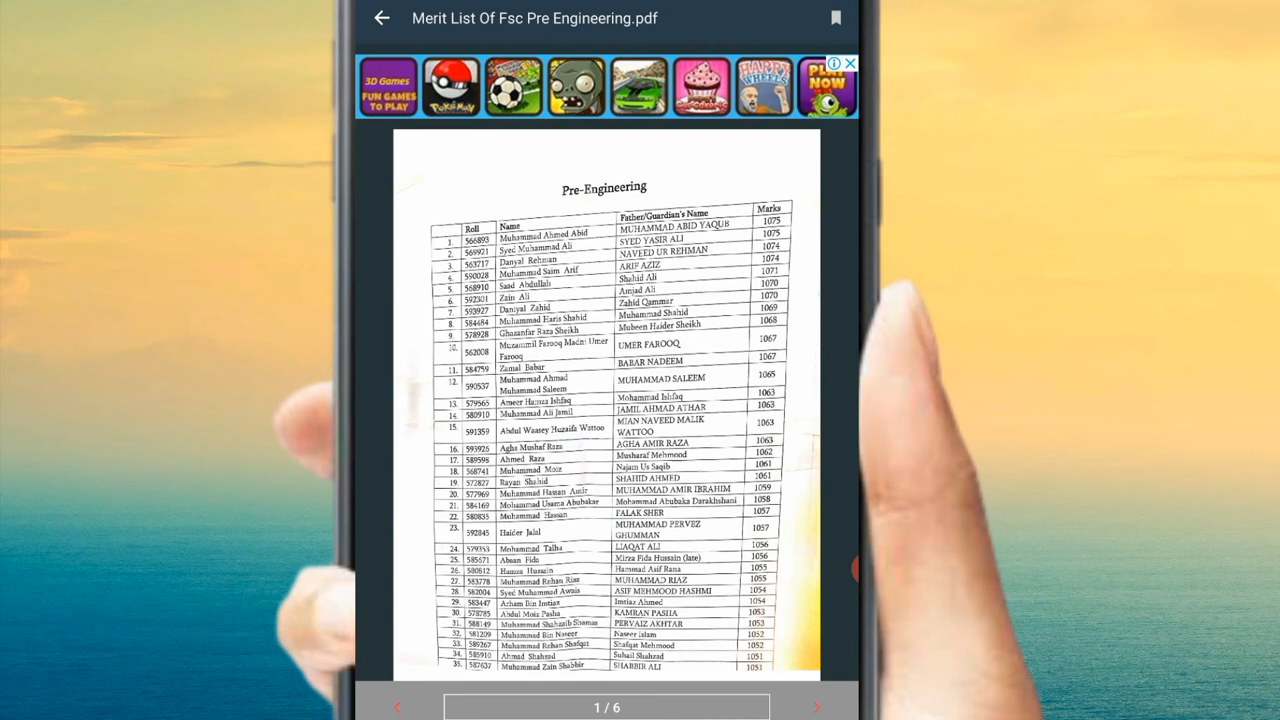 Merit List Of Fsc Pre Engineering.pdf
3D Games
FUN GAMES
TO PLAY
POKÉMON
HAPPY
WHEELS
PLAY
NOW
Pre-Engineering
Roll Name Father/Guardian's Name Marks
1. 566893 Muhammad Ahmed Abid MUHAMMAD ABID YAQUB 1075
2. 569921 Syed Muhammad Ali SYED YASIR ALI 1075
3. 563717 Danyal Rehman NAVEED UR REHMAN 1074
4. 590028 Muhammad Saim Arif ARIF AZIZ 1074
5. 568910 Saad Abdullah Shahid Ali 1071
6. 592301 Zain Ali Amjad Ali 1070
7. 593927 Daniyal Zahid Zahid Qammar 1070
8. 584484 Muhammad Haris Shahid Muhammad Shahid 1069
9. 578928 Ghazanfar Raza Sheikh Mubeen Haider Sheikh 1068
10. 562008 Muzammil Farooq Madni Umer UMER FAROOQ 1067
Farooq
11. 584759 Zamal Babar BABAR NADEEM 1067
12. 590537 Muhammad Ahmad MUHAMMAD SALEEM 1065
Muhammad Saleem
13. 579565 Ameer Hamza Ishfaq Mohammad Ishfaq 1063
14. 580910 Muhammad Ali Jamil JAMIL AHMAD ATHAR 1063
15. 591359 Abdul Waasey Huzaifa Wattoo MIAN NAVEED MALIK 1063
WATTOO
16. 593926 Agha Mushaf Raza AGHA AMIR RAZA 1063
17. 589598 Ahmed Raza Musharaf Mehmood 1062
18. 568741 Muhammad Moiz Najam Us Saqib 1061
19. 572827 Rayan Shahid SHAHID AHMED 1061
20. 577969 Muhammad Hassan Amir MUHAMMAD AMIR IBRAHIM 1059
21. 584169 Mohammad Usama Abubakar Mohammad Abubaka Darakhshani 1058
22. 580835 Muhammad Hassan FALAK SHER 1057
23. 592845 Haider Jalal MUHAMMAD PERVEZ 1057
GHUMMAN
24. 579353 Mohammad Talha LIAQAT ALI 1056
25. 585671 Absan Fida Mirza Fida Hussain (late) 1056
26. 580812 Hamza Hussain Hammad Asif Rana 1055
27. 583778 Muhammad Rehan Riaz MUHAMMAD RIAZ 1055
28. 582004 Syed Muhammad Awais ASIF MEHMOOD HASHMI 1054
29. 583447 Arham Bin Imtiaz Imtiaz Ahmed 1054
30. 578785 Abdul Moiz Pasha KAMRAN PASHA 1053
31. 588149 Muhammad Shahzaib Shamas PERVAIZ AKHTAR 1053
32. 581209 Muhammad Bin Naseer Naseer Islam 1052
33. 589267 Muhammad Rehan Shafqat Shafqat Mehmood 1052
34. 585910 Ahmad Shahzad Suhail Shahzad 1051
35. 587637 Muhammad Zain Shabbir SHABBIR ALI 1051
1 / 6